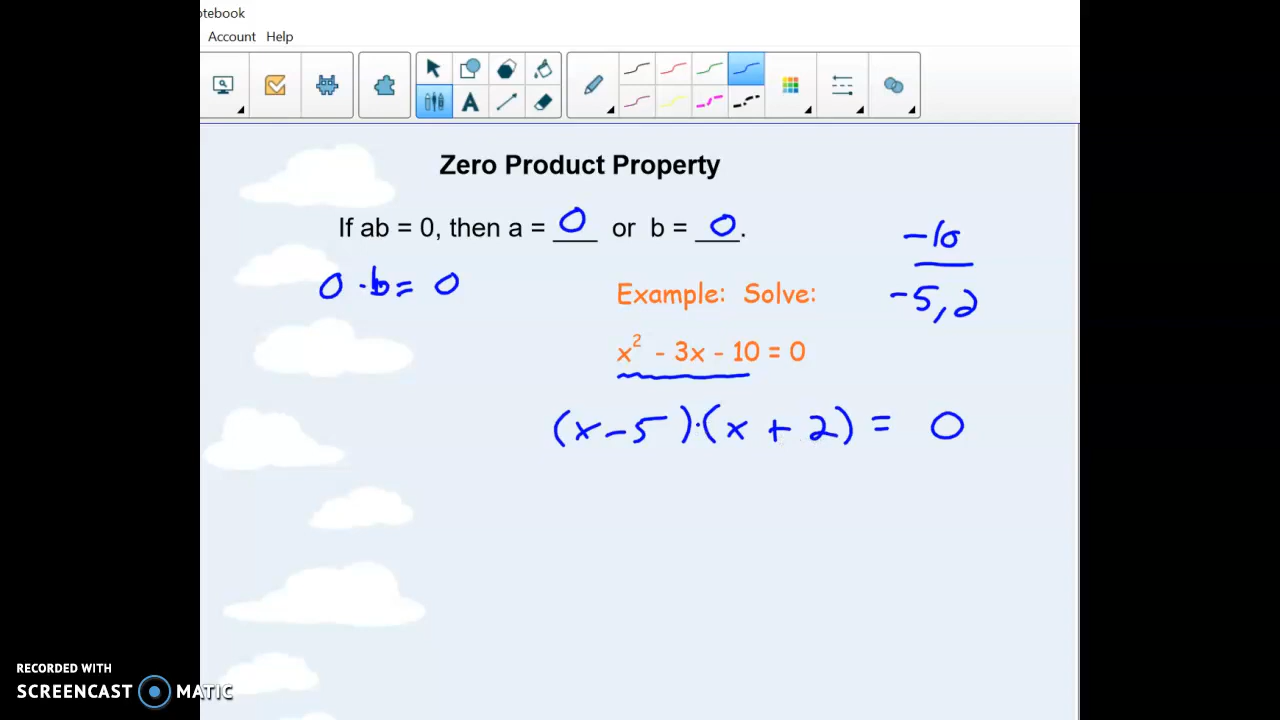 otebook
Account Help
Zero Product Property
If ab = 0, then a = 0 or b = 0.
-10
0 · b = 0
-5, 2
Example: Solve:
x² - 3x - 10 = 0
(x - 5) · (x + 2) = 0
RECORDED WITH
SCREENCAST MATIC